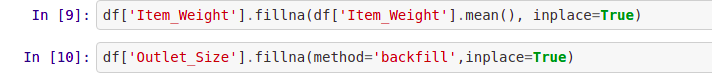 In [9]: df['Item_Weight'].fillna(df['Item_Weight'].mean(), inplace=True)
In [10]: df['Outlet_Size'].fillna(method='backfill',inplace=True)